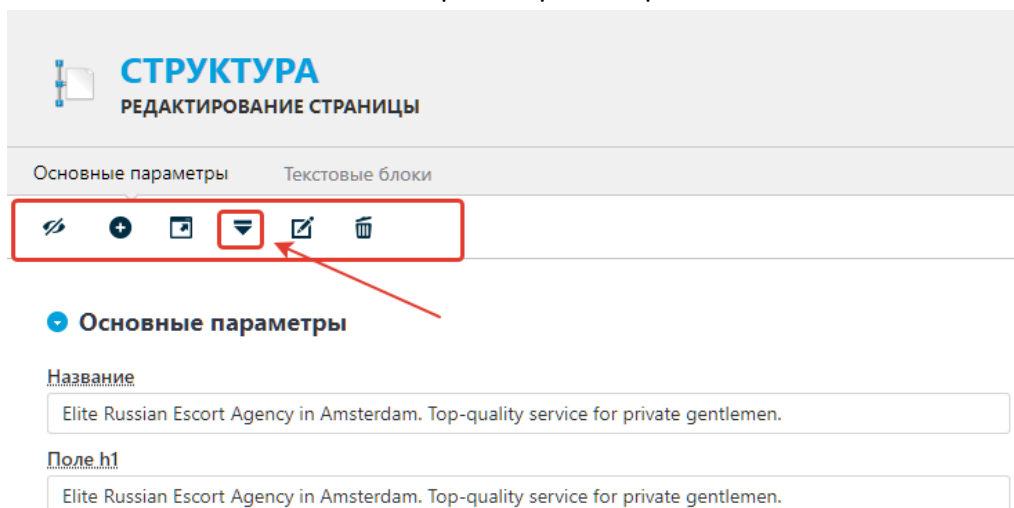 СТРУКТУРА
РЕДАКТИРОВАНИЕ СТРАНИЦЫ
Основные параметры Текстовые блоки
Основные параметры
Название
Elite Russian Escort Agency in Amsterdam. Top-quality service for private gentlemen.
Поле h1
Elite Russian Escort Agency in Amsterdam. Top-quality service for private gentlemen.